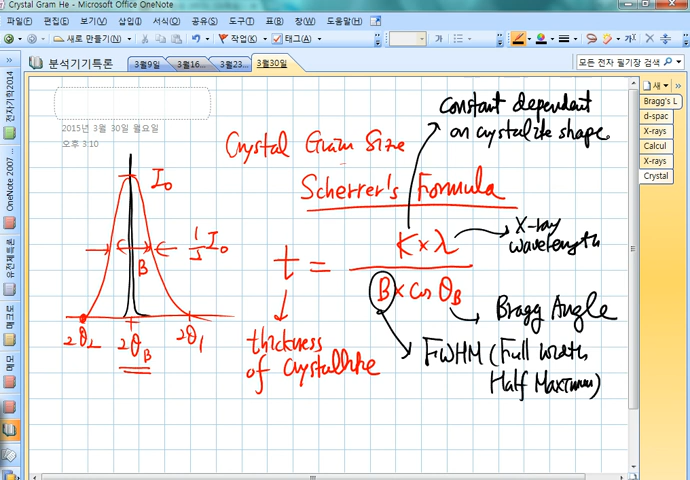 Crystal Gram He - Microsoft Office OneNote
파일(F) 편집(E) 보기(V) 삽입(I) 서식(O) 공유(S) 도구(T) 표(B) 창(W) 도움말(H)
새로 만들기(N) 작업(K) 태그(A) 가
분석기기특론 3월9일 3월16... 3월23... 3월30일 모든 전자 필기장 검색
새
Bragg's L
d-spac
X-rays
Calcul
X-rays
Crystal
전자기학2014
OneNote 2007 ...
유전체특론
메크로
메모
2015년 3월 30일 월요일
오후 3:10
constant dependent
on crystalite shape
Crystal Gram Size
Scherrer's Formula
I₀
B
t = K×λ / B×cos θB
X-ray
wavelength
Bragg Angle
FWHM (Full Width
Half Maximum)
thickness
of crystallite
2θ₂ 2θB 2θ₁